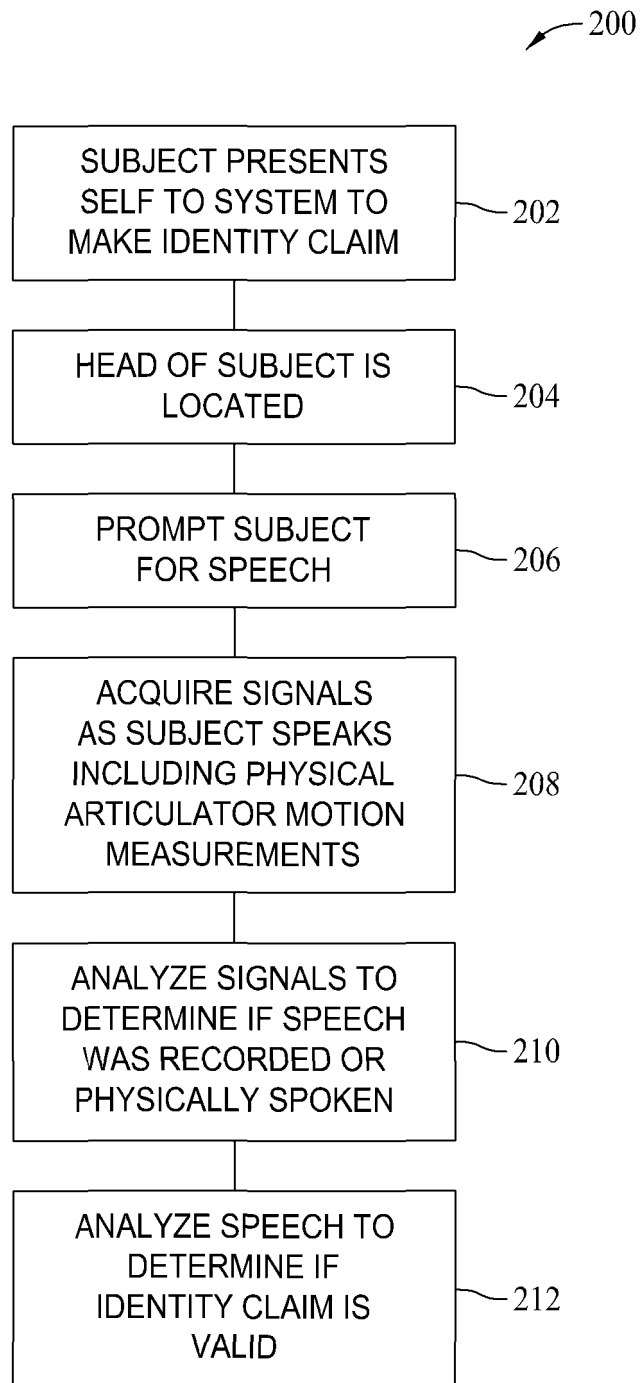 200
SUBJECT PRESENTS
SELF TO SYSTEM TO
MAKE IDENTITY CLAIM
202
HEAD OF SUBJECT IS
LOCATED
204
PROMPT SUBJECT
FOR SPEECH
206
ACQUIRE SIGNALS
AS SUBJECT SPEAKS
INCLUDING PHYSICAL
ARTICULATOR MOTION
MEASUREMENTS
208
ANALYZE SIGNALS TO
DETERMINE IF SPEECH
WAS RECORDED OR
PHYSICALLY SPOKEN
210
ANALYZE SPEECH TO
DETERMINE IF
IDENTITY CLAIM IS
VALID
212